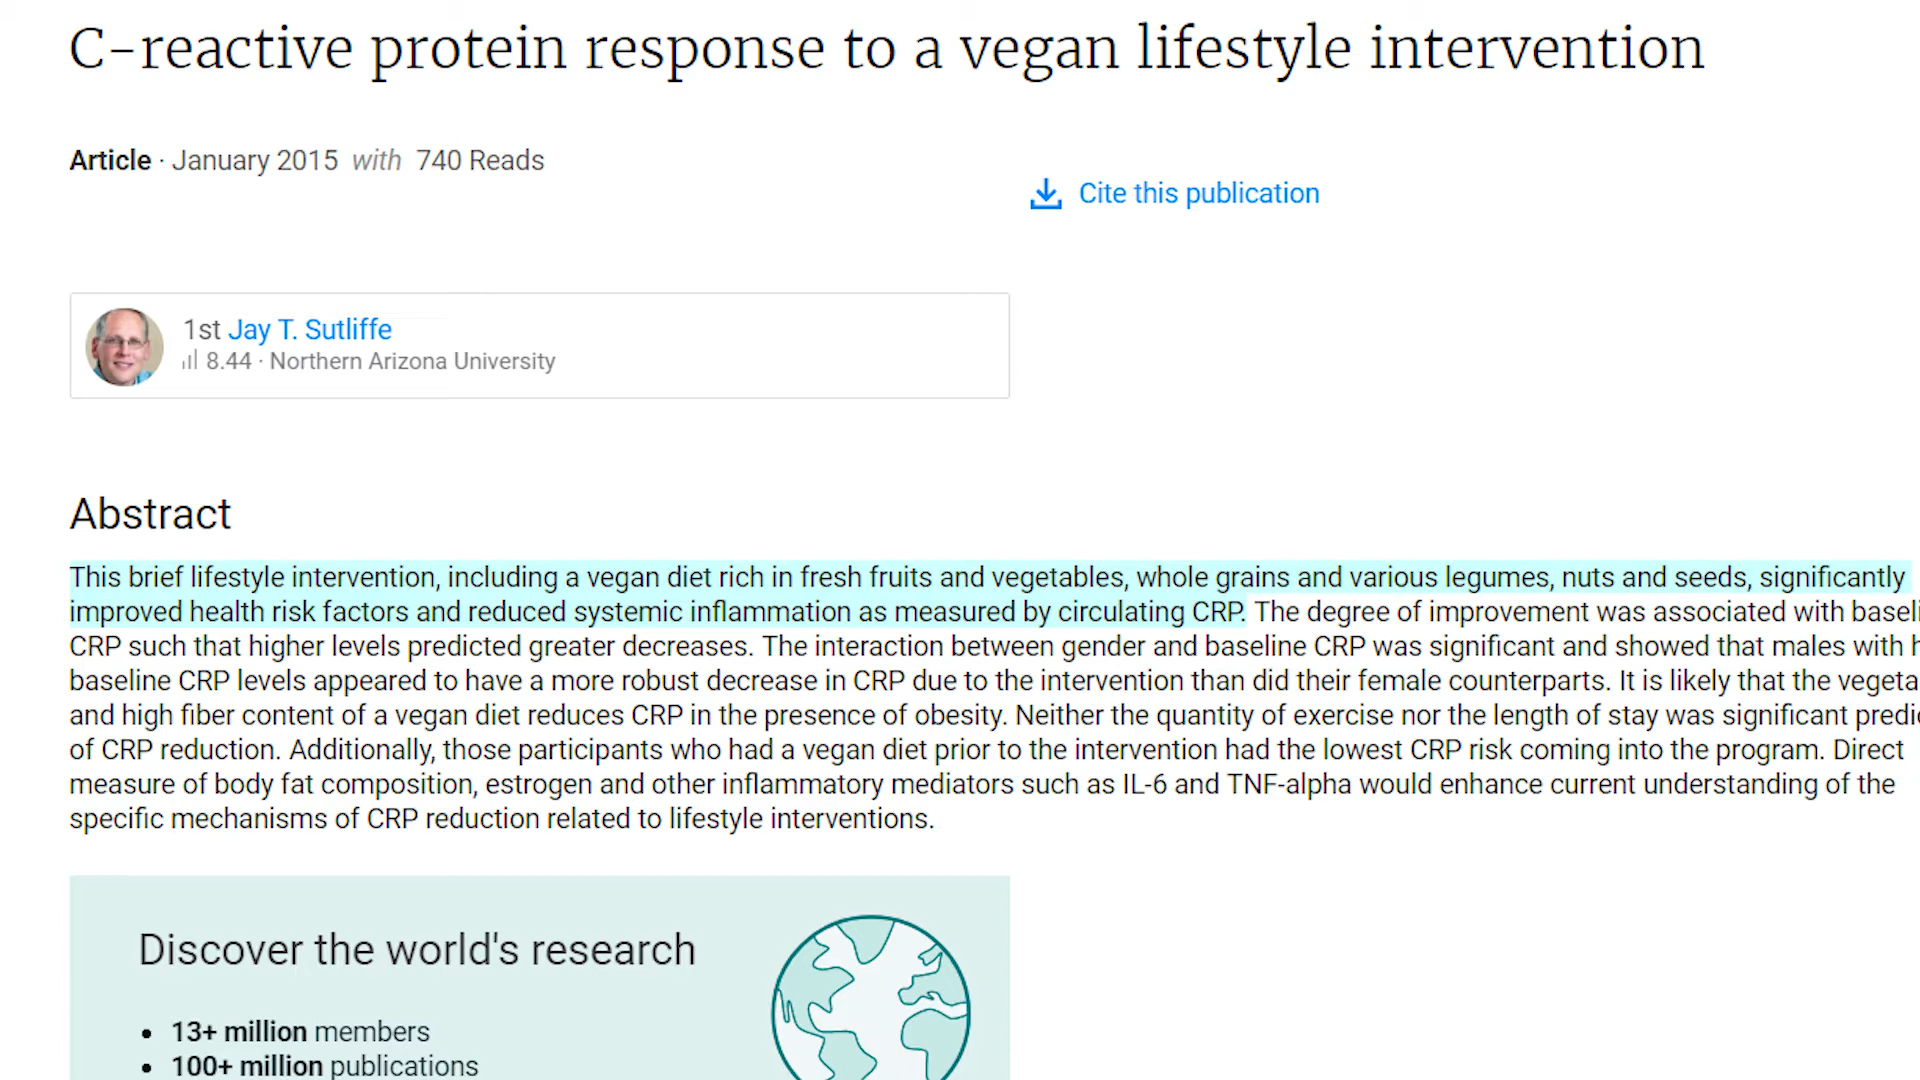 C-reactive protein response to a vegan lifestyle intervention
Article · January 2015 with 740 Reads
Cite this publication
1st Jay T. Sutliffe
8.44 · Northern Arizona University
Abstract
This brief lifestyle intervention, including a vegan diet rich in fresh fruits and vegetables, whole grains and various legumes, nuts and seeds, significantly
improved health risk factors and reduced systemic inflammation as measured by circulating CRP. The degree of improvement was associated with
CRP such that higher levels predicted greater decreases. The interaction between gender and baseline CRP was significant and showed that males with
baseline CRP levels appeared to have a more robust decrease in CRP due to the intervention than did their female counterparts. It is likely that the
and high fiber content of a vegan diet reduces CRP in the presence of obesity. Neither the quantity of exercise nor the length of stay was significant
of CRP reduction. Additionally, those participants who had a vegan diet prior to the intervention had the lowest CRP risk coming into the program. Direct
measure of body fat composition, estrogen and other inflammatory mediators such as IL-6 and TNF-alpha would enhance current understanding of the
specific mechanisms of CRP reduction related to lifestyle interventions.
Discover the world's research
• 13+ million members
• 100+ million publications